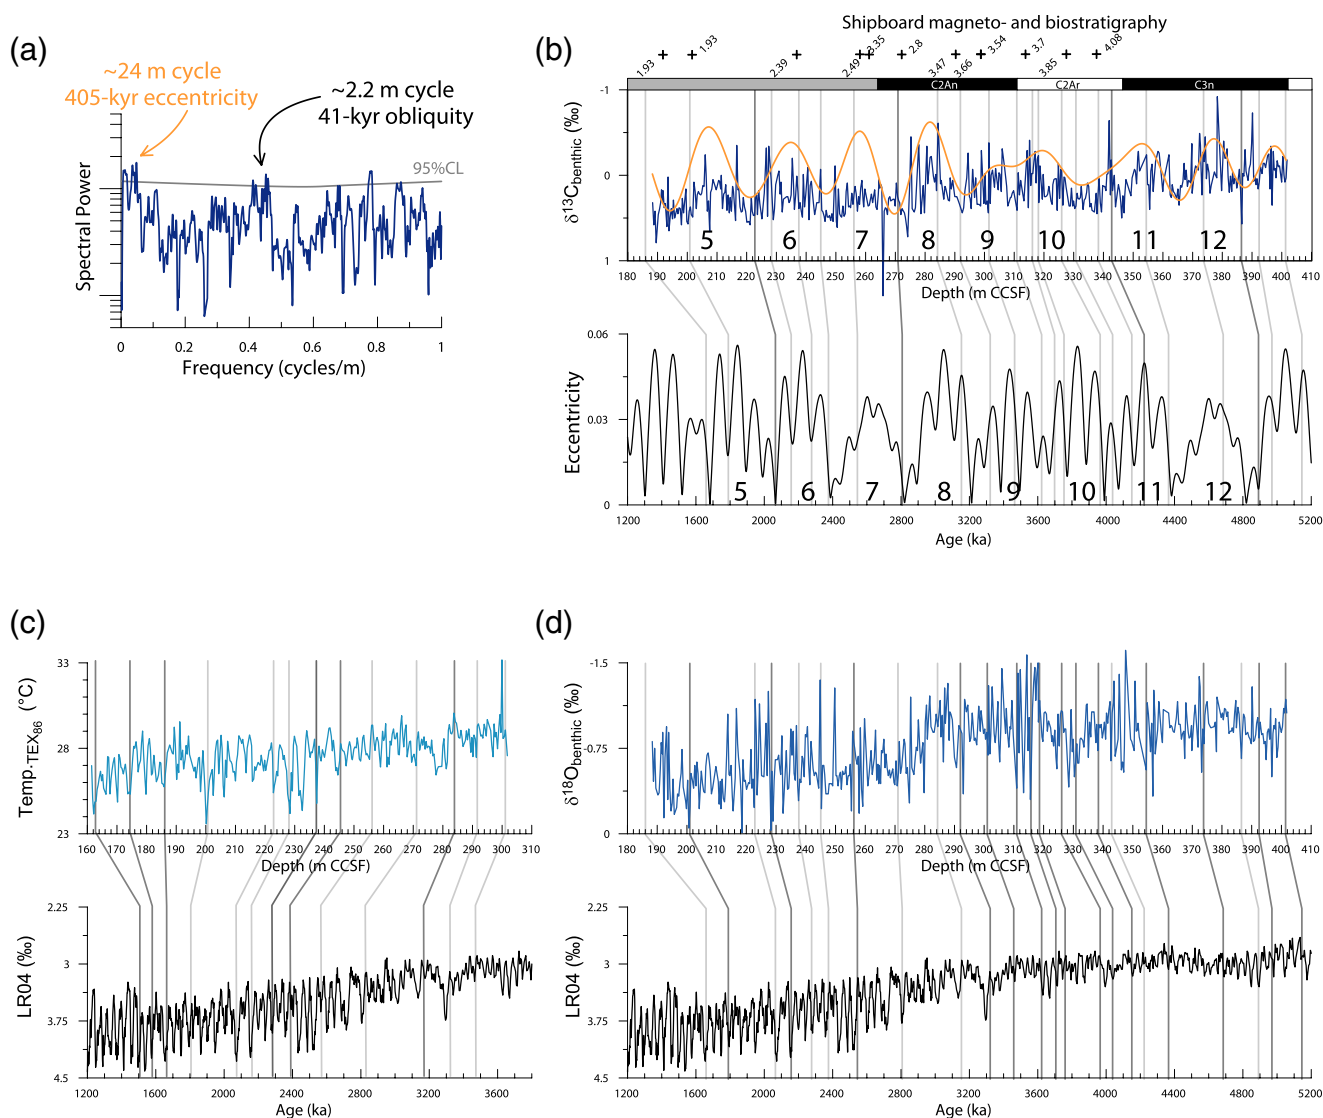 (a)
~24 m cycle
405-kyr eccentricity
~2.2 m cycle
41-kyr obliquity
95%CL
Spectral Power
0 0.2 0.4 0.6 0.8 1
Frequency (cycles/m)
(b)
Shipboard magneto- and biostratigraphy
1.93 1.93 2.39 2.49 3.35 2.8 3.47 3.66 3.54 3.7 3.85 4.08
C2An C2Ar C3n
-1
0
1
δ13Cbenthic (‰)
5 6 7 8 9 10 11 12
180 190 200 210 220 230 240 250 260 270 280 290 300 310 320 330 340 350 360 370 380 390 400 410
Depth (m CCSF)
0.06
0.03
0
Eccentricity
5 6 7 8 9 10 11 12
1200 1600 2000 2400 2800 3200 3600 4000 4400 4800 5200
Age (ka)
(c)
33
28
23
Temp.TEX86 (°C)
160 170 180 190 200 210 220 230 240 250 260 270 280 290 300 310
Depth (m CCSF)
2.25
3
3.75
4.5
LR04 (‰)
1200 1600 2000 2400 2800 3200 3600
Age (ka)
(d)
-1.5
-0.75
0
δ18Obenthic (‰)
180 190 200 210 220 230 240 250 260 270 280 290 300 310 320 330 340 350 360 370 380 390 400 410
Depth (m CCSF)
2.25
3
3.75
4.5
LR04 (‰)
1200 1600 2000 2400 2800 3200 3600 4000 4400 4800 5200
Age (ka)